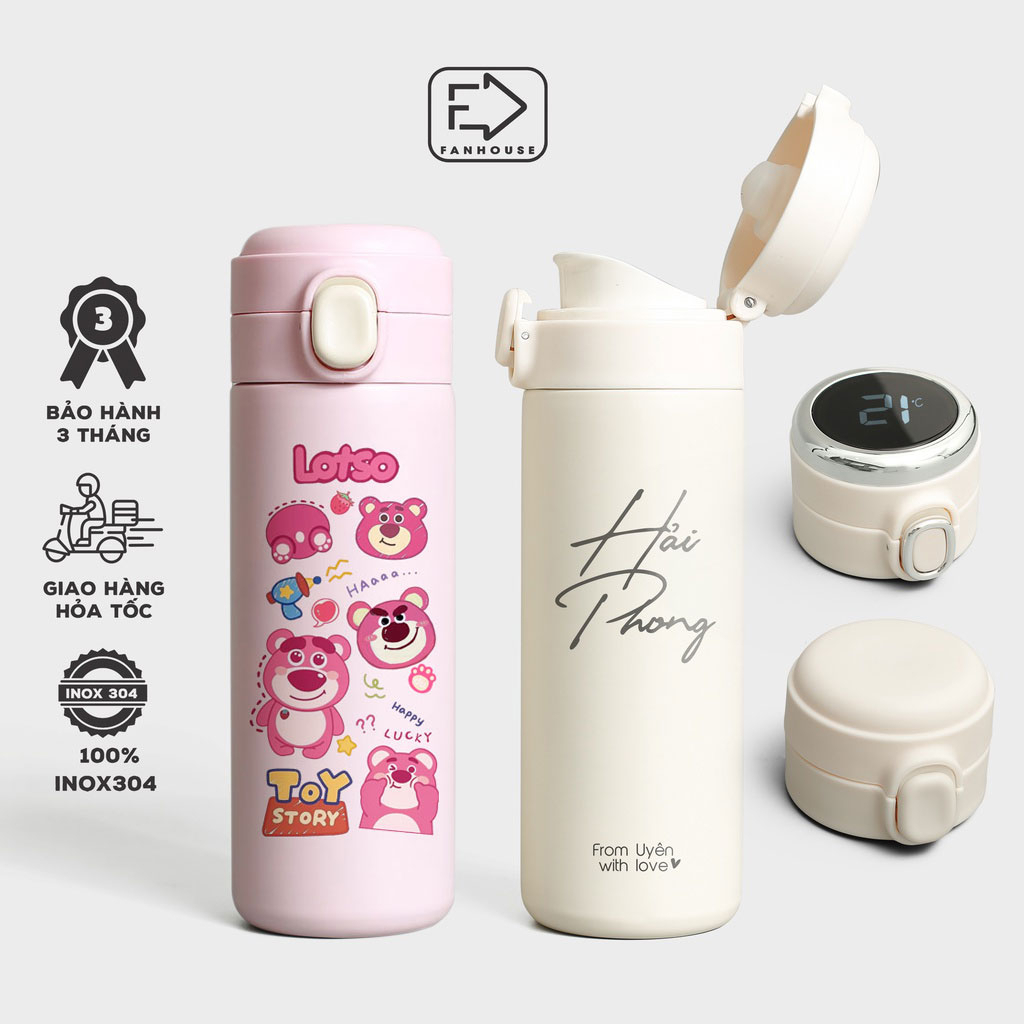 FANHOUSE
3
BẢO HÀNH
3 THÁNG
GIAO HÀNG
HỎA TỐC
INOX 304
100%
INOX304
Lotso
HAaaa...
??
Happy
LUCKY
TOY
STORY
Hải
Phong
From Uyên
with love
21°C